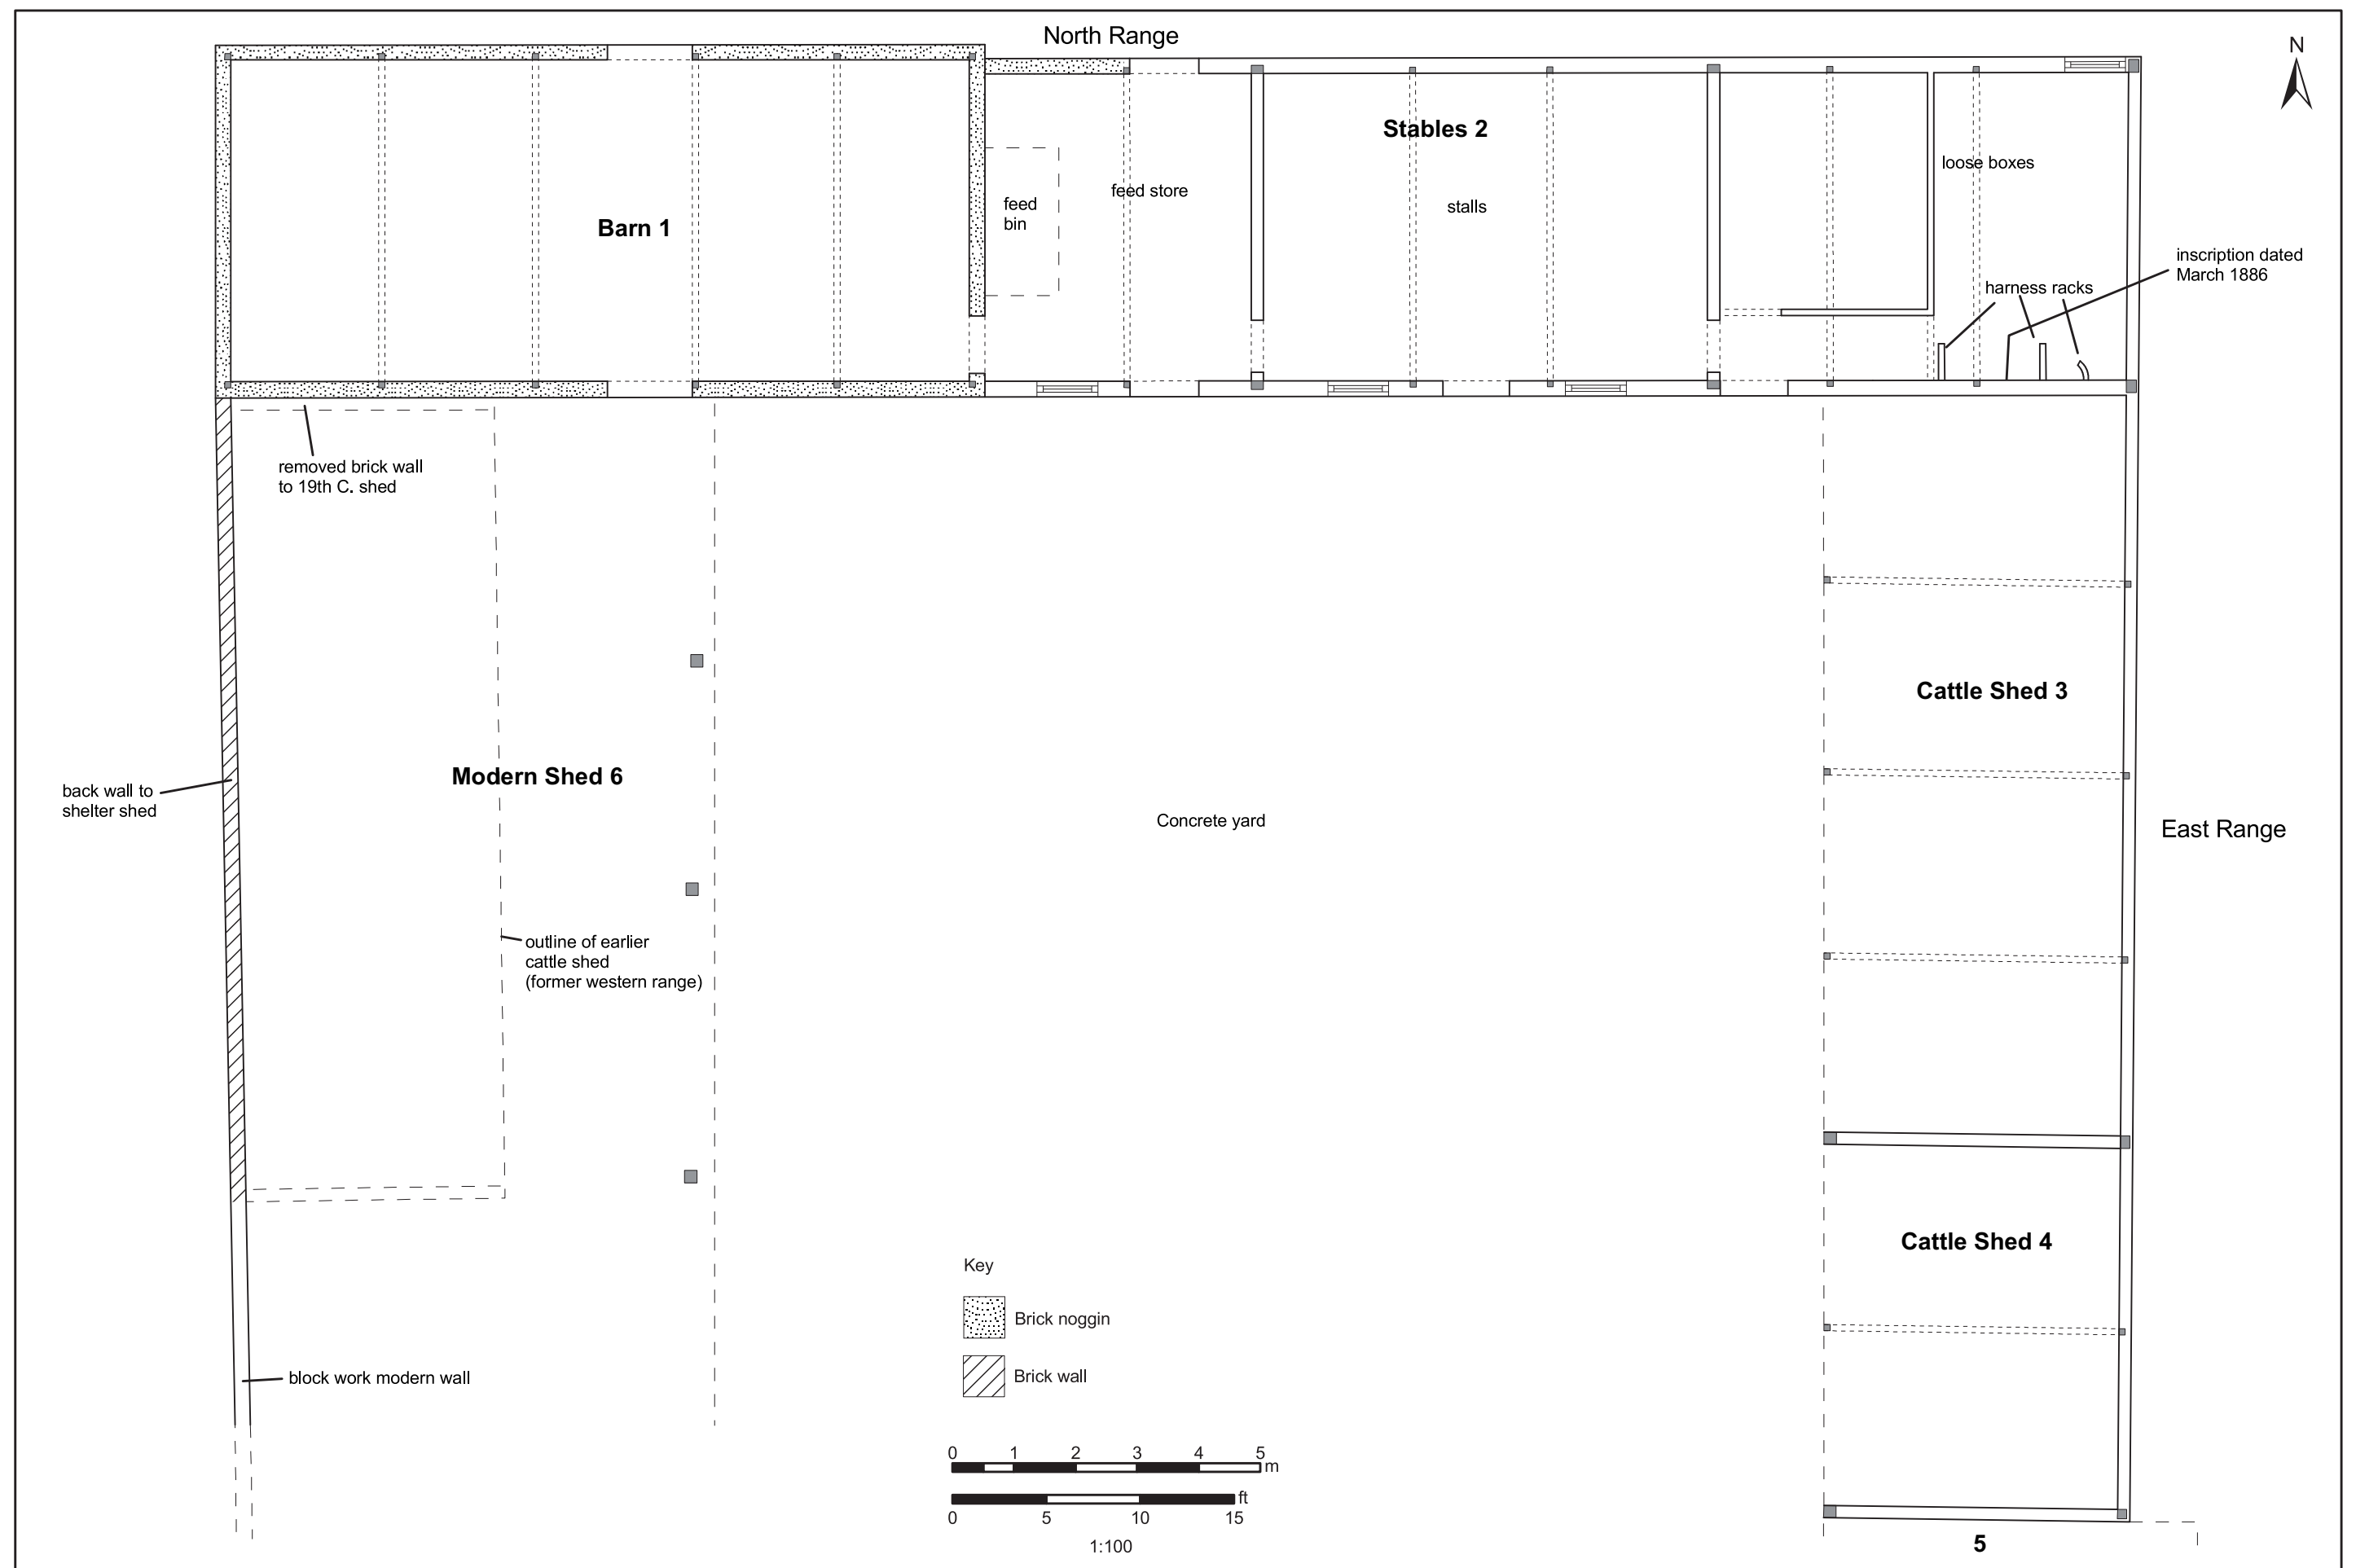 North Range
N
Stables 2
loose boxes
feed store
feed
bin
stalls
Barn 1
inscription dated
March 1886
harness racks
removed brick wall
to 19th C. shed
Cattle Shed 3
Modern Shed 6
back wall to
shelter shed
Concrete yard
East Range
outline of earlier
cattle shed
(former western range)
Cattle Shed 4
Key
Brick noggin
Brick wall
block work modern wall
0 1 2 3 4 5
m
ft
0 5 10 15
1:100
5